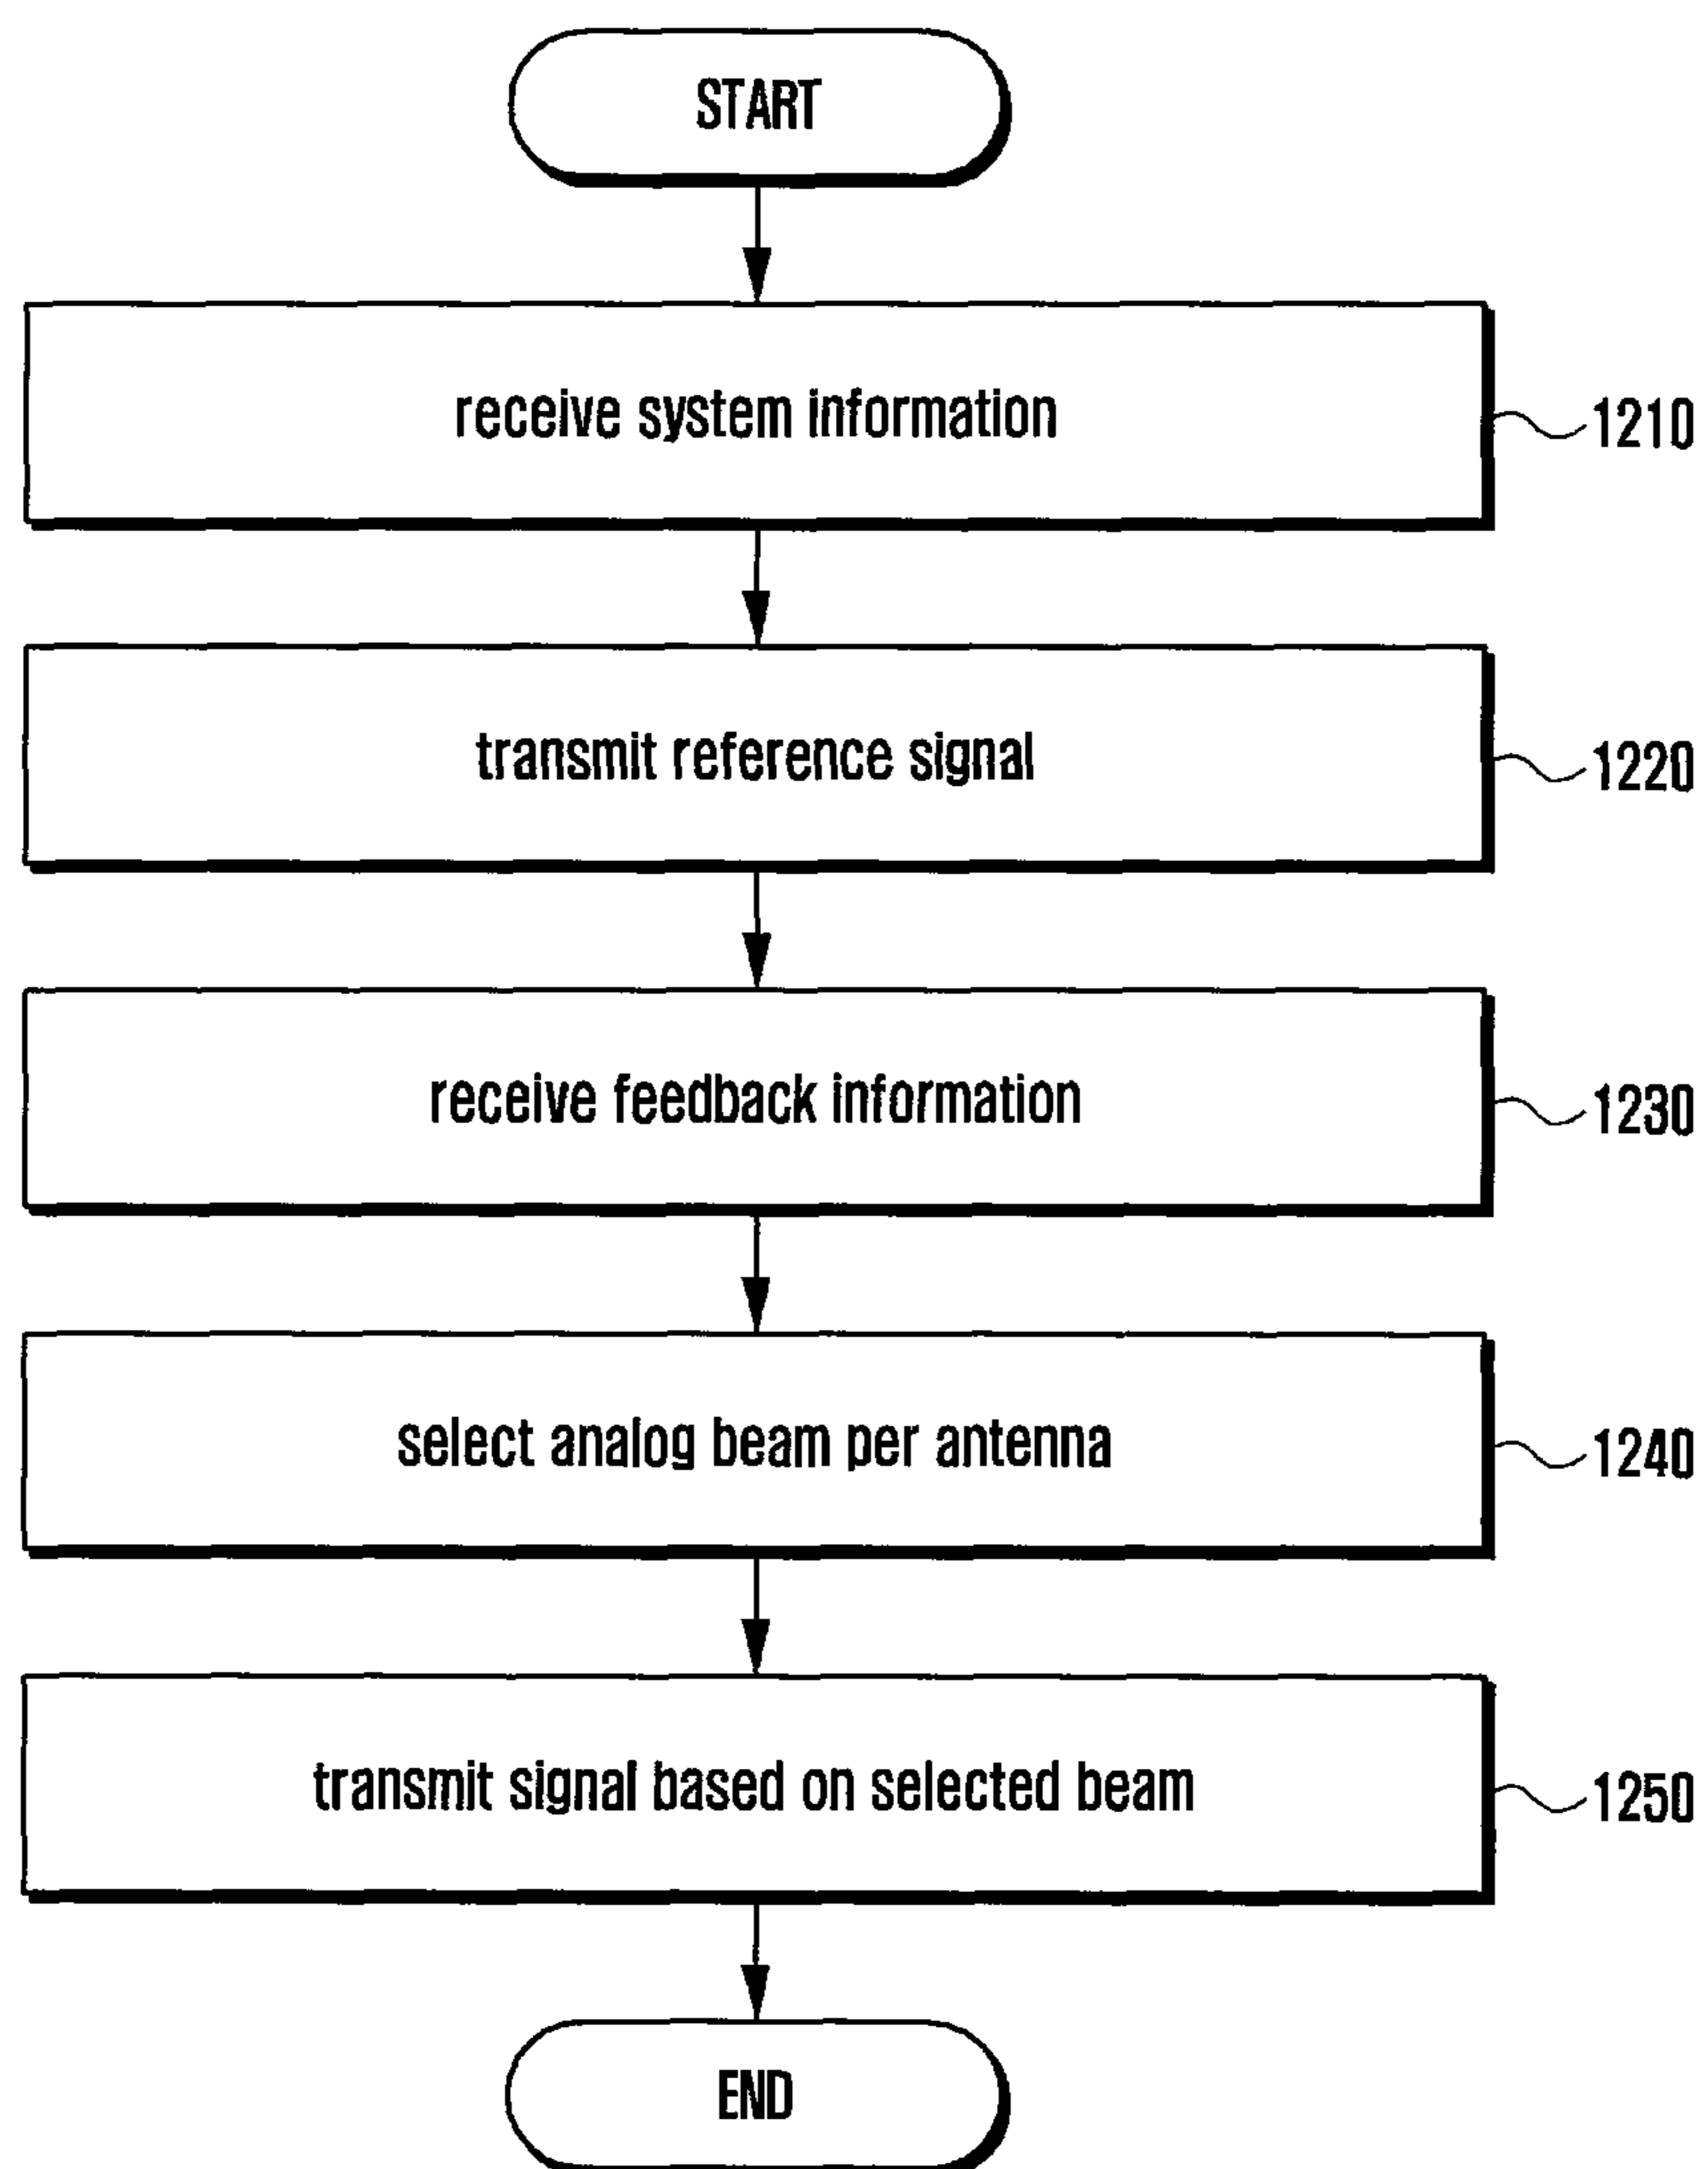 START
receive system information
1210
transmit reference signal
1220
receive feedback information
1230
select analog beam per antenna
1240
transmit signal based on selected beam
1250
END